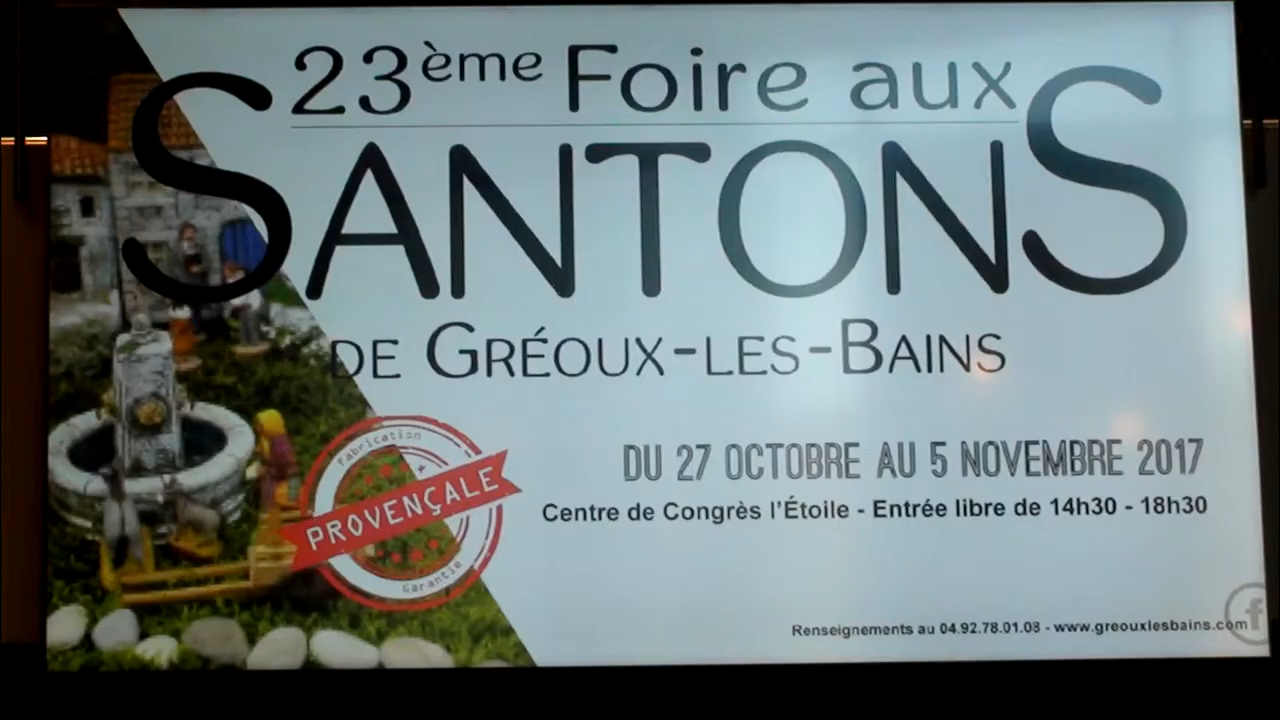 23ème Foire aux
SANTONS
DE GRÉOUX-LES-BAINS
DU 27 OCTOBRE AU 5 NOVEMBRE 2017
Centre de Congrès l'Étoile - Entrée libre de 14h30 - 18h30
Fabrication
PROVENÇALE
Garantie
Renseignements au 04.92.78.01.08 - www.greouxlesbains.com
f